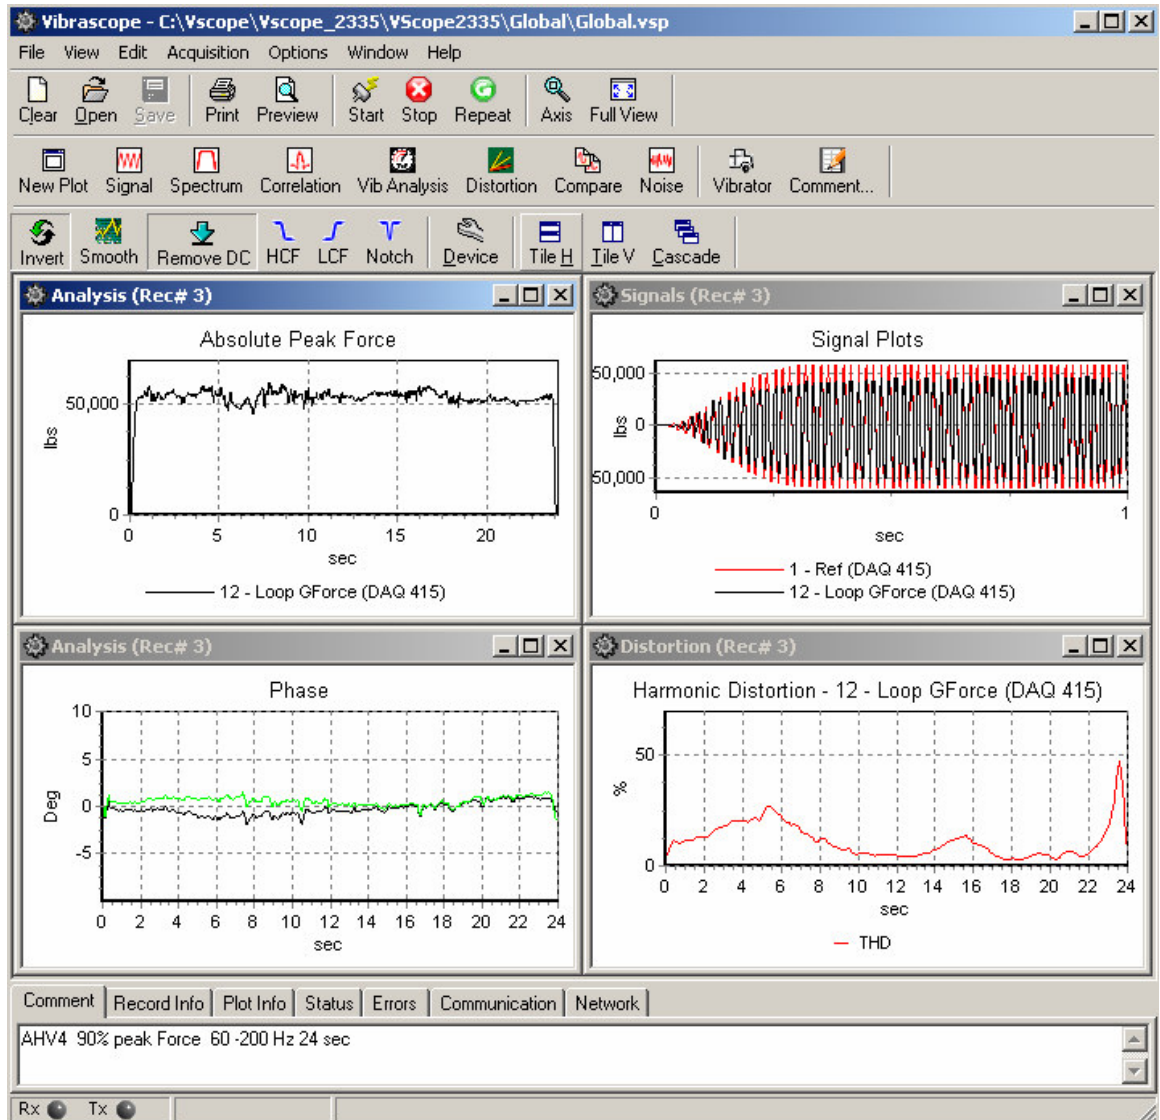 Vibrascope - C:\Vscope\Vscope_2335\VScope2335\Global\Global.vsp
File View Edit Acquisition Options Window Help
Clear Open Save Print Preview Start Stop Repeat Axis Full View
New Plot Signal Spectrum Correlation Vib Analysis Distortion Compare Noise Vibrator Comment...
Invert Smooth Remove DC HCF LCF Notch Device Tile H Tile V Cascade
Analysis (Rec# 3)
Absolute Peak Force
50,000
0
lbs
0 5 10 15 20
sec
12 - Loop GForce (DAQ 415)
Signals (Rec# 3)
Signal Plots
50,000
0
50,000
lbs
0 1
sec
1 - Ref (DAQ 415)
12 - Loop GForce (DAQ 415)
Analysis (Rec# 3)
Phase
10
5
0
-5
Deg
0 2 4 6 8 10 12 14 16 18 20 22 24
sec
Distortion (Rec# 3)
Harmonic Distortion - 12 - Loop GForce (DAQ 415)
50
0
%
0 2 4 6 8 10 12 14 16 18 20 22 24
sec
THD
Comment Record Info Plot Info Status Errors Communication Network
AHV4 90% peak Force 60 -200 Hz 24 sec
Rx Tx